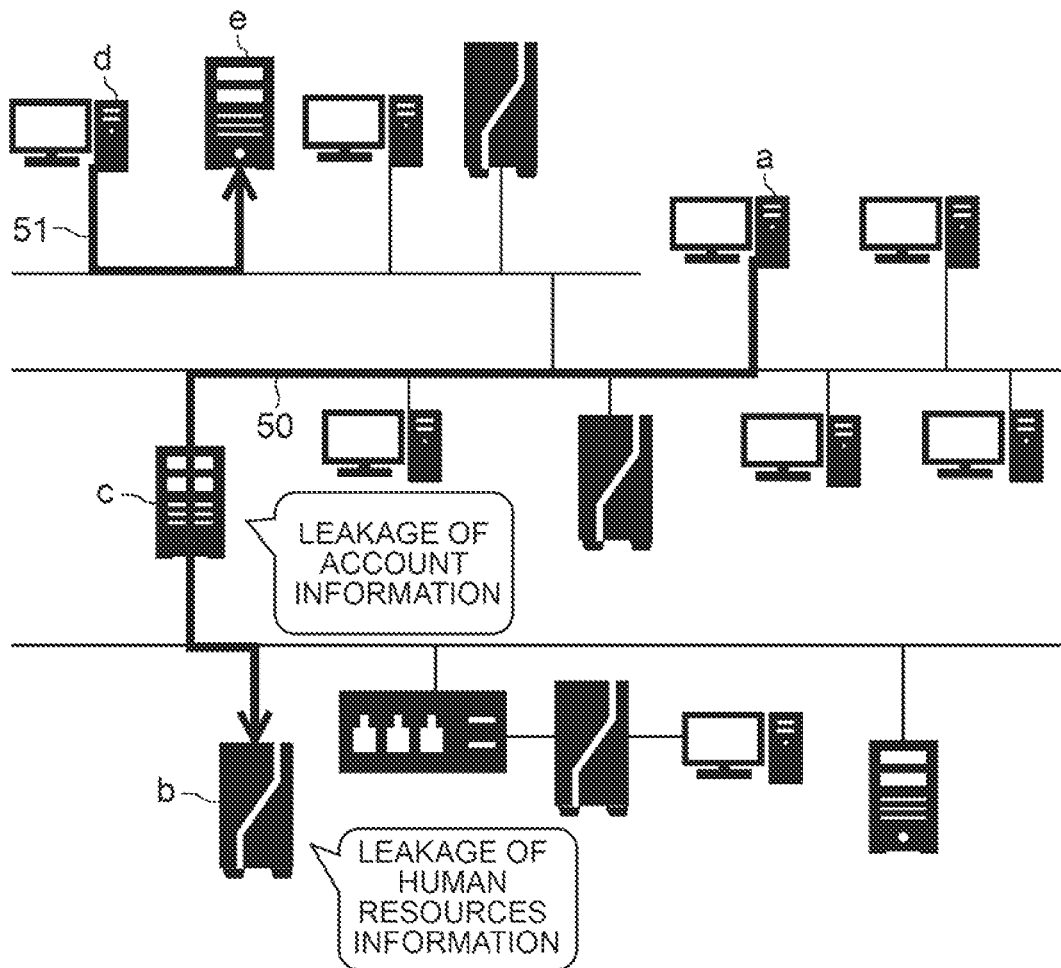 e
d
a
51
50
c
LEAKAGE OF
ACCOUNT
INFORMATION
b
LEAKAGE OF
HUMAN
RESOURCES
INFORMATION